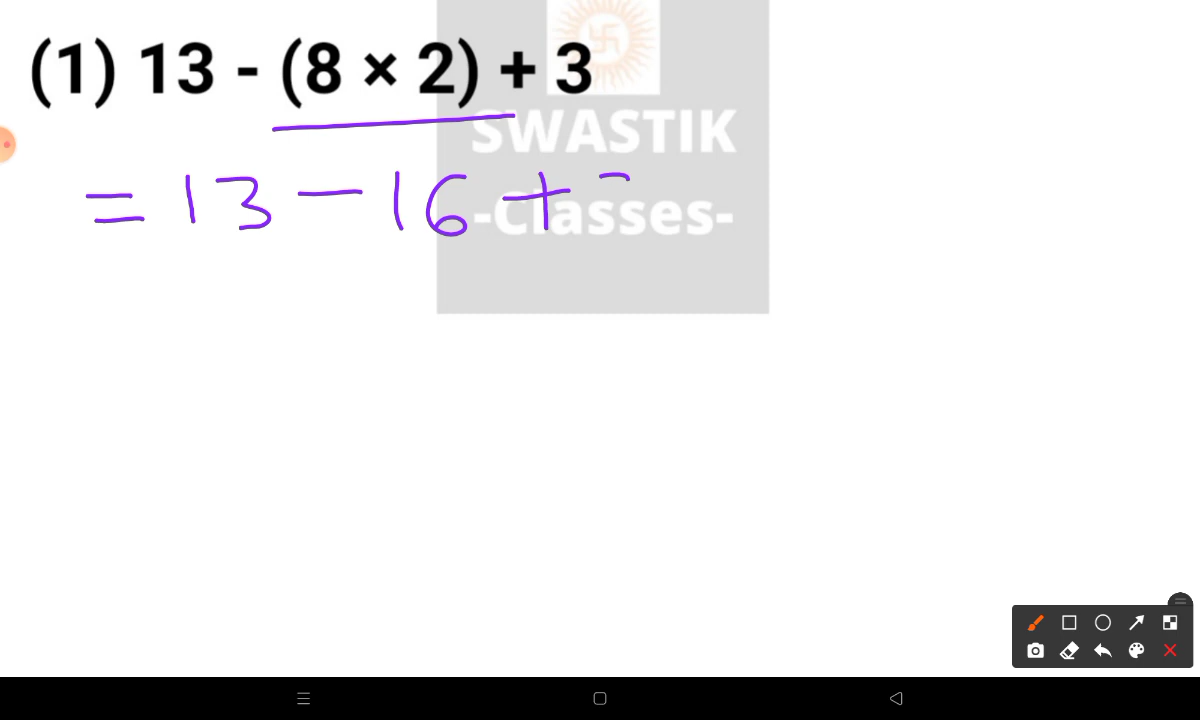 (1) 13 - (8 × 2) + 3
SWASTIK
-Classes-
= 13 - 16 +